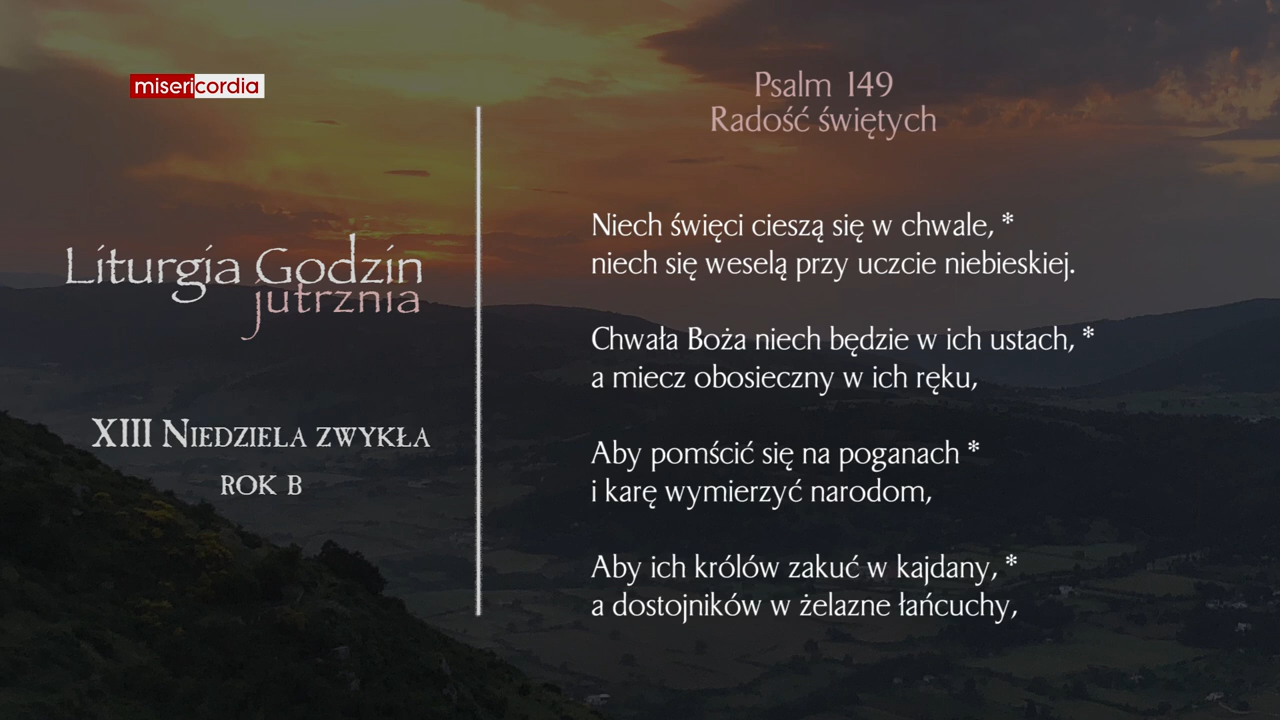 misericordia
Liturgia Godzin
jutrznia
XIII Niedziela zwykła
rok B
Psalm 149
Radość świętych
Niech święci cieszą się w chwale, *
niech się weselą przy uczcie niebieskiej.
Chwała Boża niech będzie w ich ustach, *
a miecz obosieczny w ich ręku,
Aby pomścić się na poganach *
i karę wymierzyć narodom,
Aby ich królów zakuć w kajdany, *
a dostojników w żelazne łańcuchy,